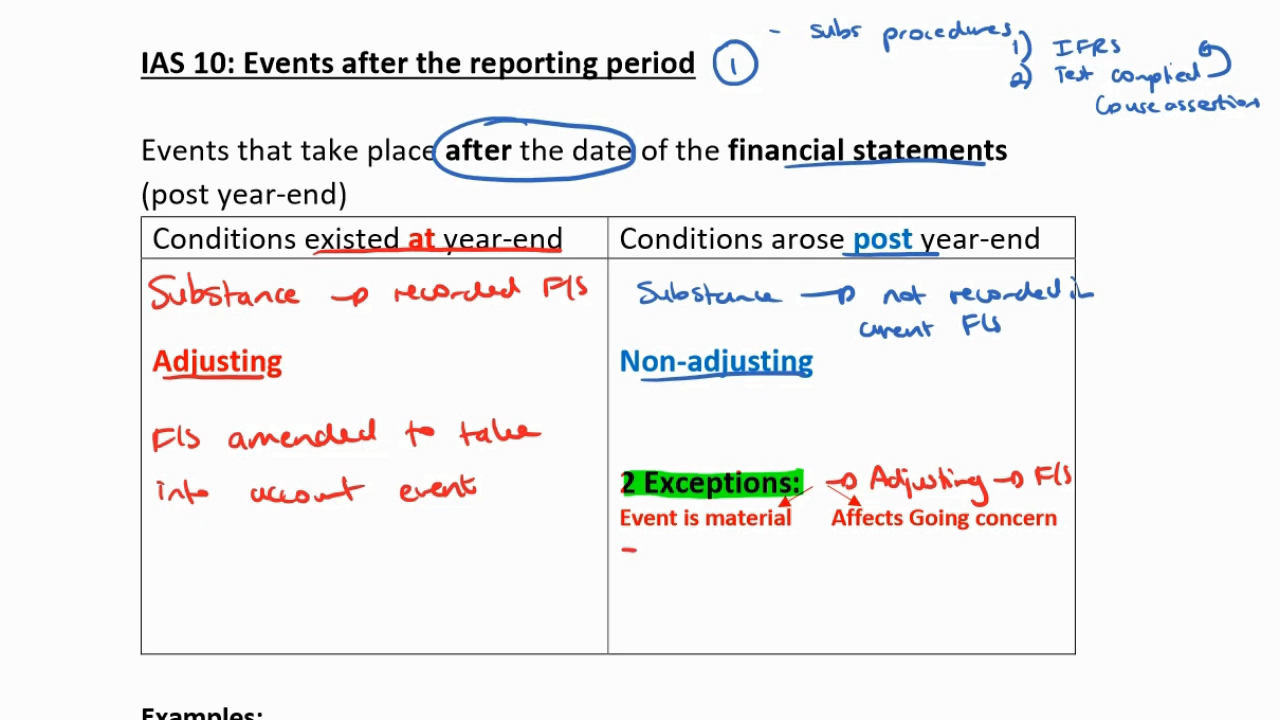 IAS 10: Events after the reporting period
1
- Subs procedures
1) IFRS
2) Test complied
Couse assertions
Events that take place after the date of the financial statements
(post year-end)
Conditions existed at year-end
Substance → recorded F/S
Adjusting
F/S amended to take
into account event
Conditions arose post year-end
Substance → not recorded in
current F/S
Non-adjusting
2 Exceptions: → Adjusting → F/S
Event is material
Affects Going concern
-
Examples: